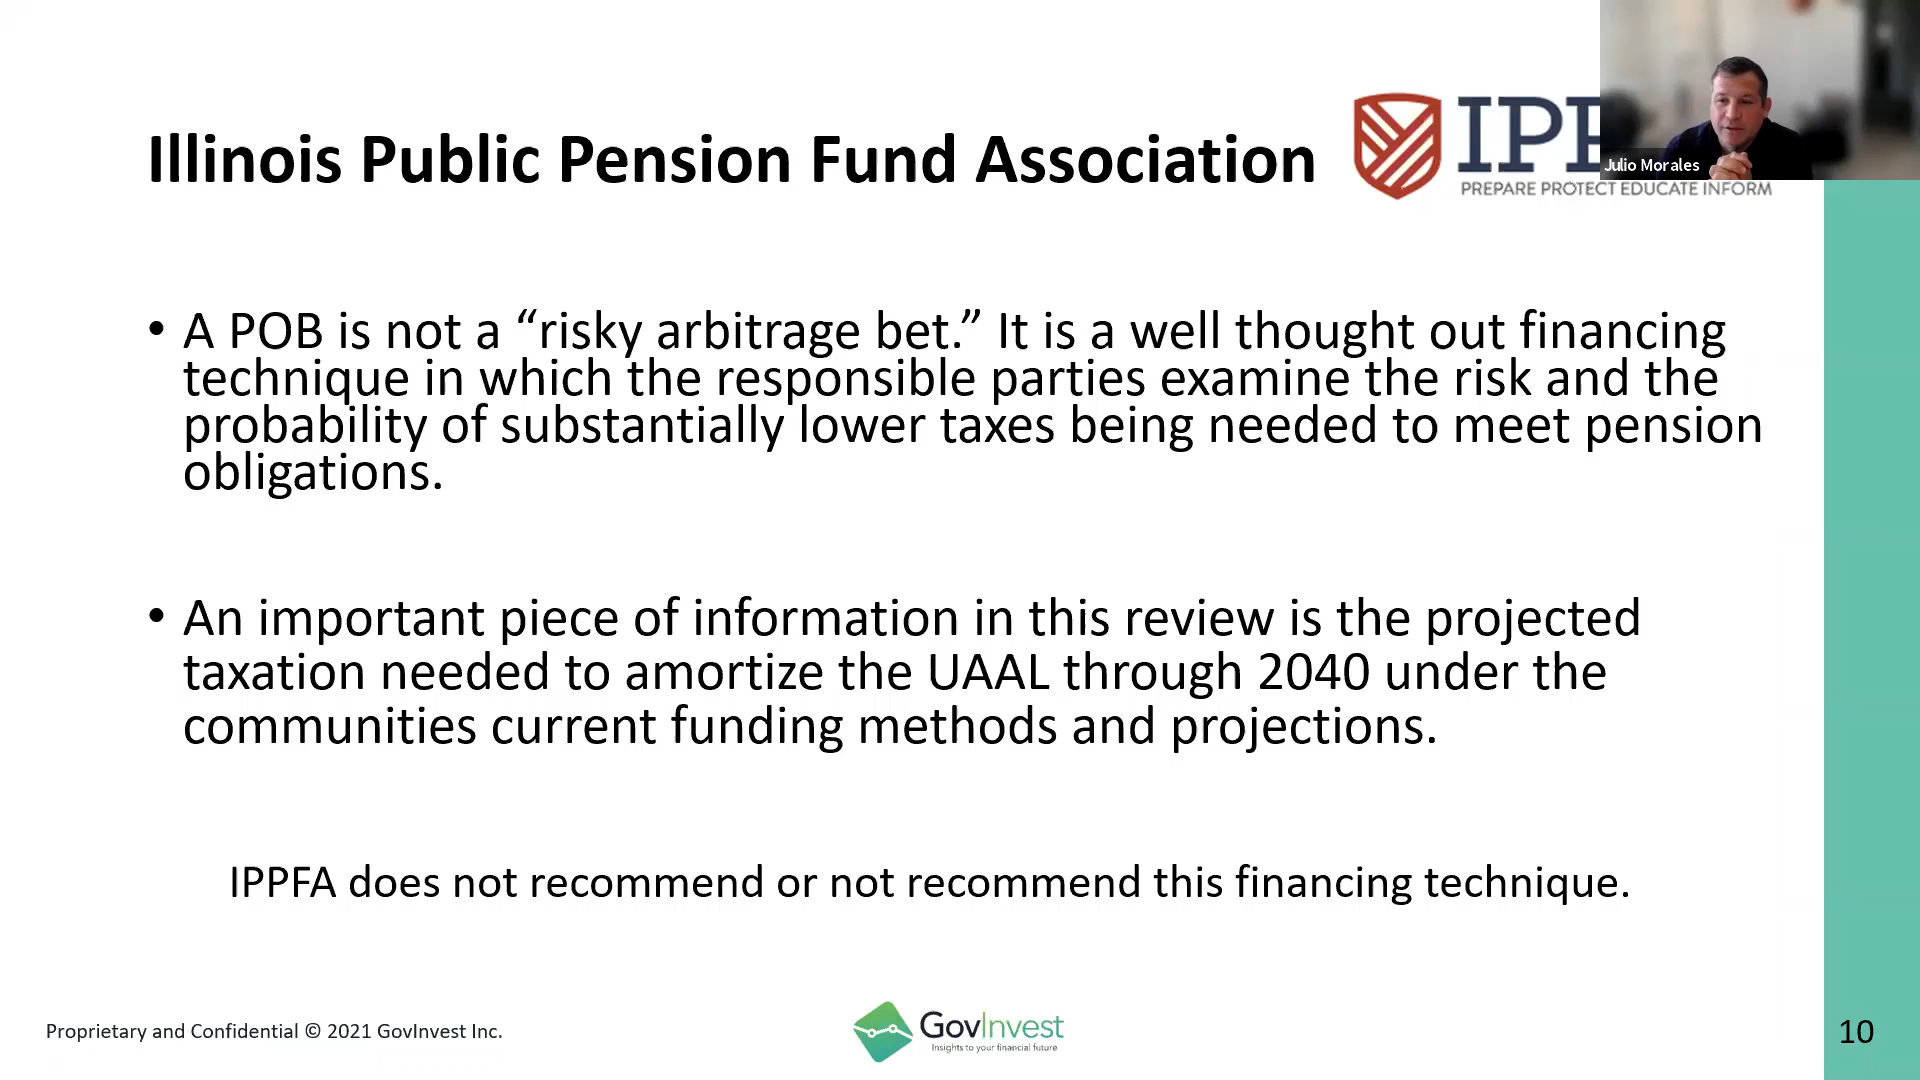 Illinois Public Pension Fund Association
PREPARE PROTECT EDUCATE INFORM
Julio Morales
• A POB is not a “risky arbitrage bet.” It is a well thought out financing
technique in which the responsible parties examine the risk and the
probability of substantially lower taxes being needed to meet pension
obligations.
• An important piece of information in this review is the projected
taxation needed to amortize the UAAL through 2040 under the
communities current funding methods and projections.
IPPFA does not recommend or not recommend this financing technique.
Proprietary and Confidential © 2021 GovInvest Inc.
GovInvest
Insights to your financial future
10